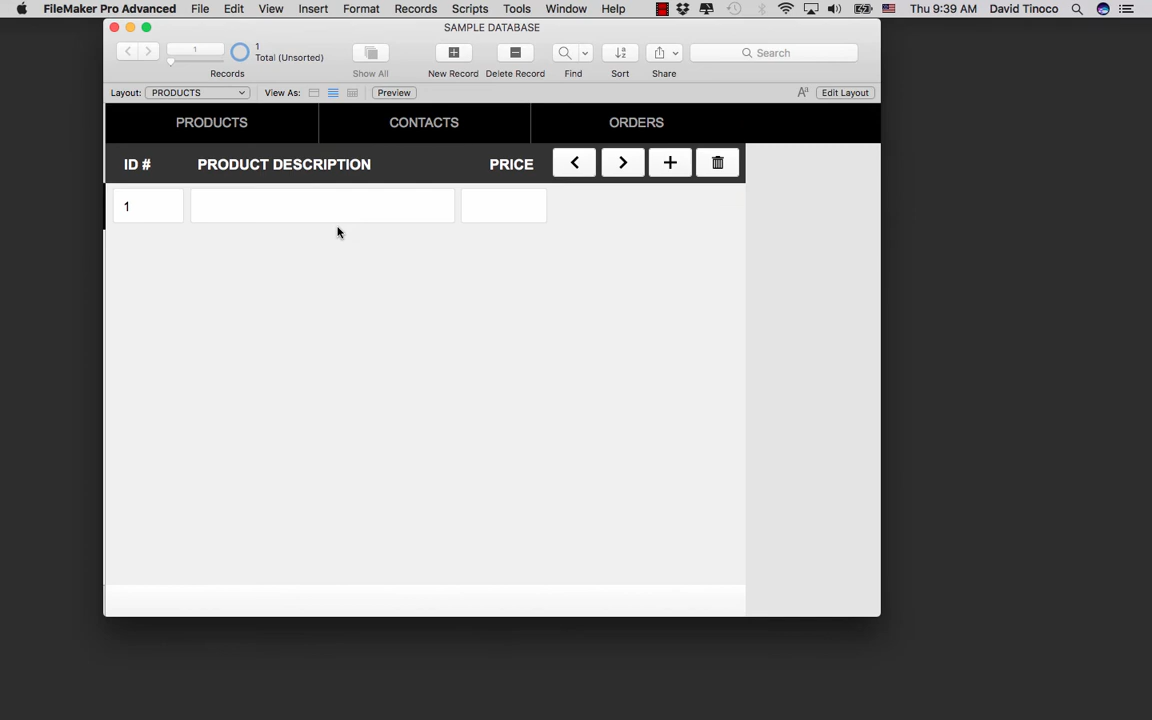 FileMaker Pro Advanced File Edit View Insert Format Records Scripts Tools Window Help Thu 9:39 AM David Tinoco
SAMPLE DATABASE
1 1 Total (Unsorted) Search
Records Show All New Record Delete Record Find Sort Share
Layout: PRODUCTS View As: Preview Aa Edit Layout
PRODUCTS CONTACTS ORDERS
ID # PRODUCT DESCRIPTION PRICE
1